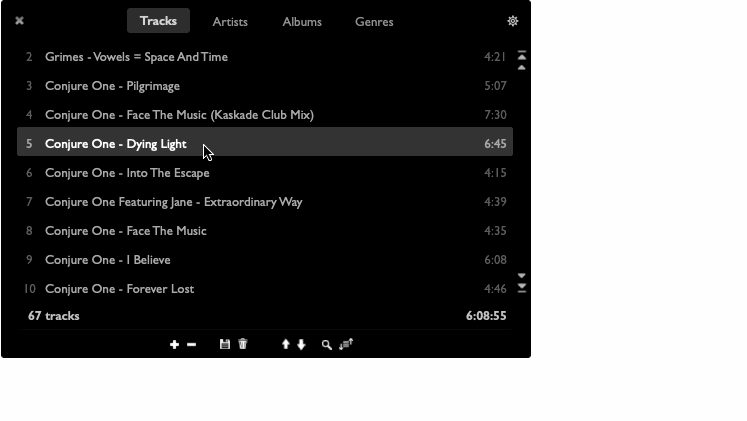 Tracks Artists Albums Genres
2 Grimes - Vowels = Space And Time 4:21
3 Conjure One - Pilgrimage 5:07
4 Conjure One - Face The Music (Kaskade Club Mix) 7:30
5 Conjure One - Dying Light 6:45
6 Conjure One - Into The Escape 4:15
7 Conjure One Featuring Jane - Extraordinary Way 4:39
8 Conjure One - Face The Music 4:35
9 Conjure One - I Believe 6:08
10 Conjure One - Forever Lost 4:46
67 tracks 6:08:55